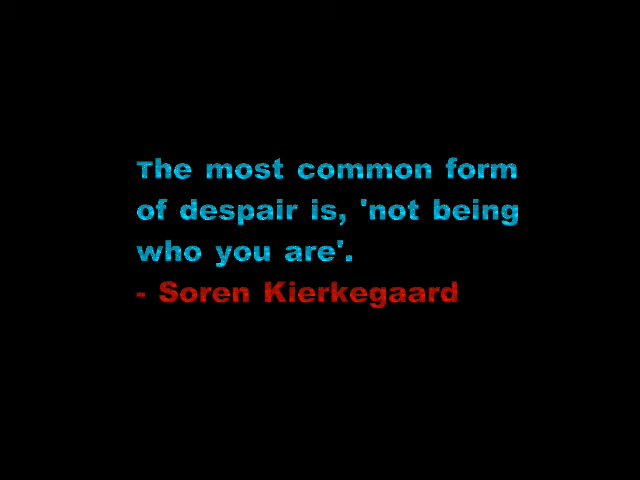 The most common form
of despair is, 'not being
who you are'.
- Soren Kierkegaard